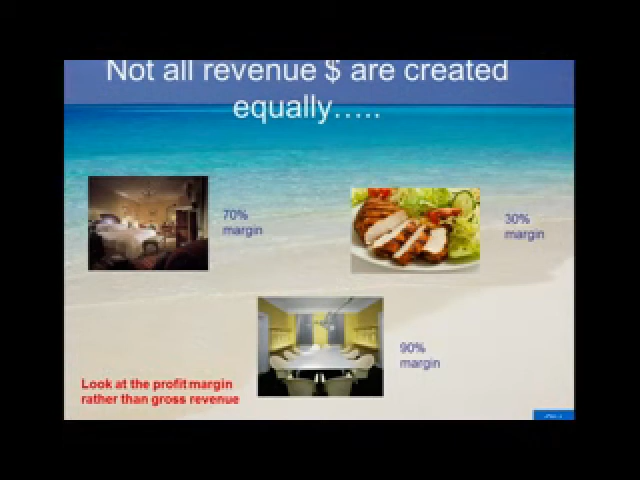 Not all revenue $ are created
equally.....
70%
margin
30%
margin
90%
margin
Look at the profit margin
rather than gross revenue